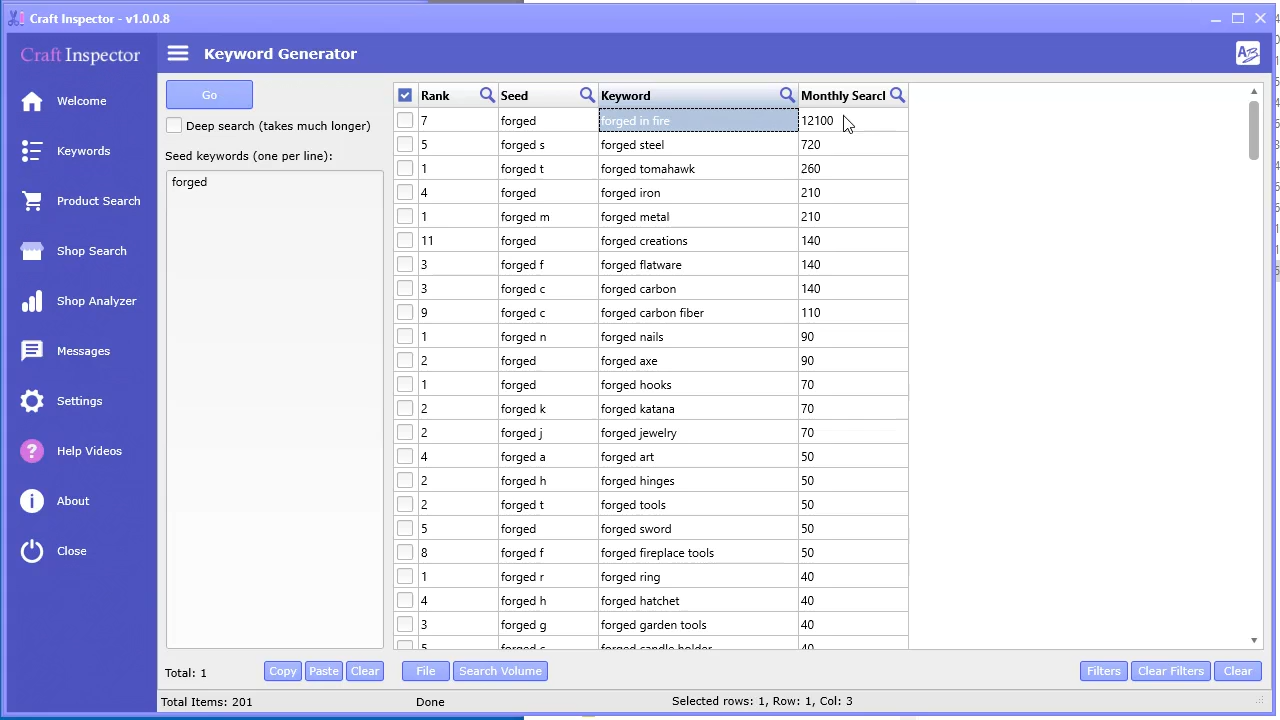 Craft Inspector - v1.0.0.8
Craft Inspector
Keyword Generator
Welcome
Keywords
Product Search
Shop Search
Shop Analyzer
Messages
Settings
Help Videos
About
Close
Go
Deep search (takes much longer)
Seed keywords (one per line):
forged
Rank Seed Keyword Monthly Searcl
7 forged forged in fire 12100
5 forged s forged steel 720
1 forged t forged tomahawk 260
4 forged forged iron 210
1 forged m forged metal 210
11 forged forged creations 140
3 forged f forged flatware 140
3 forged c forged carbon 140
9 forged c forged carbon fiber 110
1 forged n forged nails 90
2 forged forged axe 90
1 forged forged hooks 70
2 forged k forged katana 70
2 forged j forged jewelry 70
4 forged a forged art 50
2 forged h forged hinges 50
2 forged t forged tools 50
5 forged forged sword 50
8 forged f forged fireplace tools 50
1 forged r forged ring 40
4 forged h forged hatchet 40
3 forged g forged garden tools 40
5 forged c forged candle holder 40
Total: 1 Copy Paste Clear File Search Volume Filters Clear Filters Clear
Total Items: 201 Done Selected rows: 1, Row: 1, Col: 3